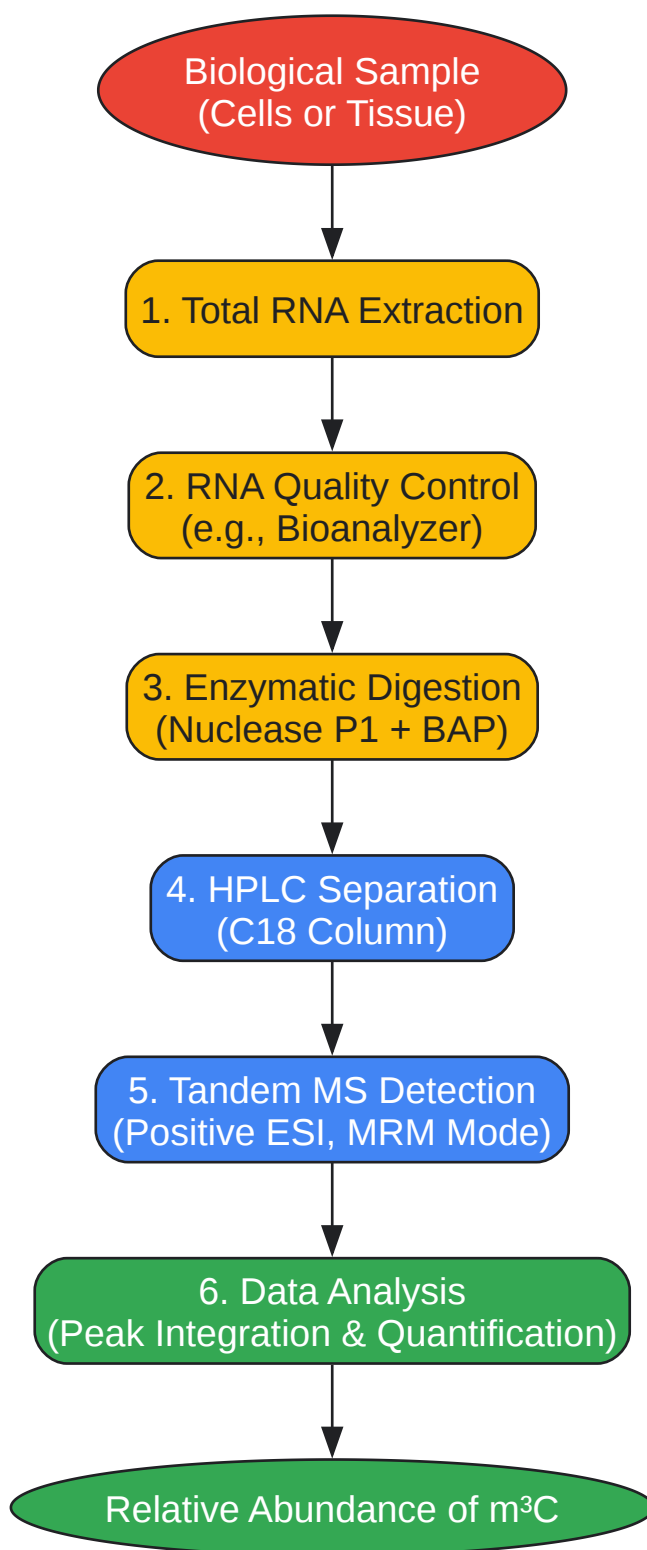 Biological Sample
(Cells or Tissue)
1. Total RNA Extraction
2. RNA Quality Control
(e.g., Bioanalyzer)
3. Enzymatic Digestion
(Nuclease P1 + BAP)
4. HPLC Separation
(C18 Column)
5. Tandem MS Detection
(Positive ESI, MRM Mode)
6. Data Analysis
(Peak Integration & Quantification)
Relative Abundance of m³C